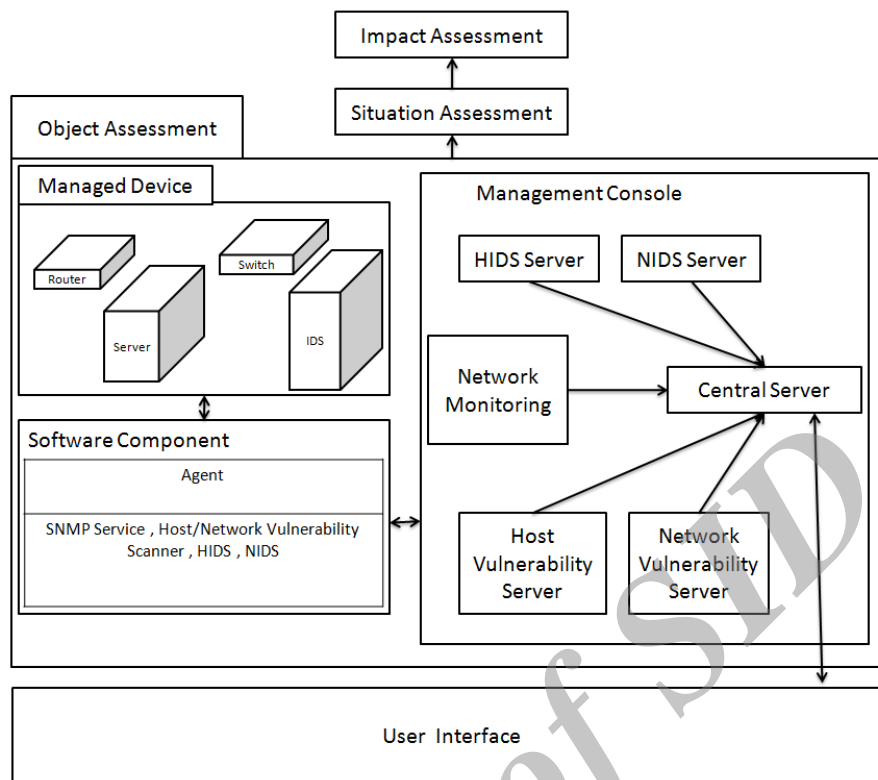 Impact Assessment
Situation Assessment
Object Assessment
Managed Device
Router
Switch
Server
IDS
Management Console
HIDS Server
NIDS Server
Network
Monitoring
Central Server
Host
Vulnerability
Server
Network
Vulnerability
Server
Software Component
Agent
SNMP Service , Host/Network Vulnerability
Scanner , HIDS , NIDS
User Interface
of SID